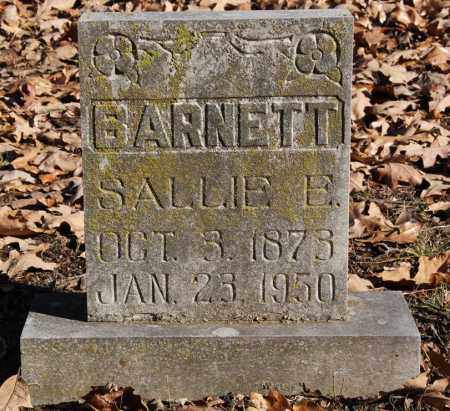 BARNETT
SALLIE E.
OCT. 3. 1873
JAN. 23. 1950